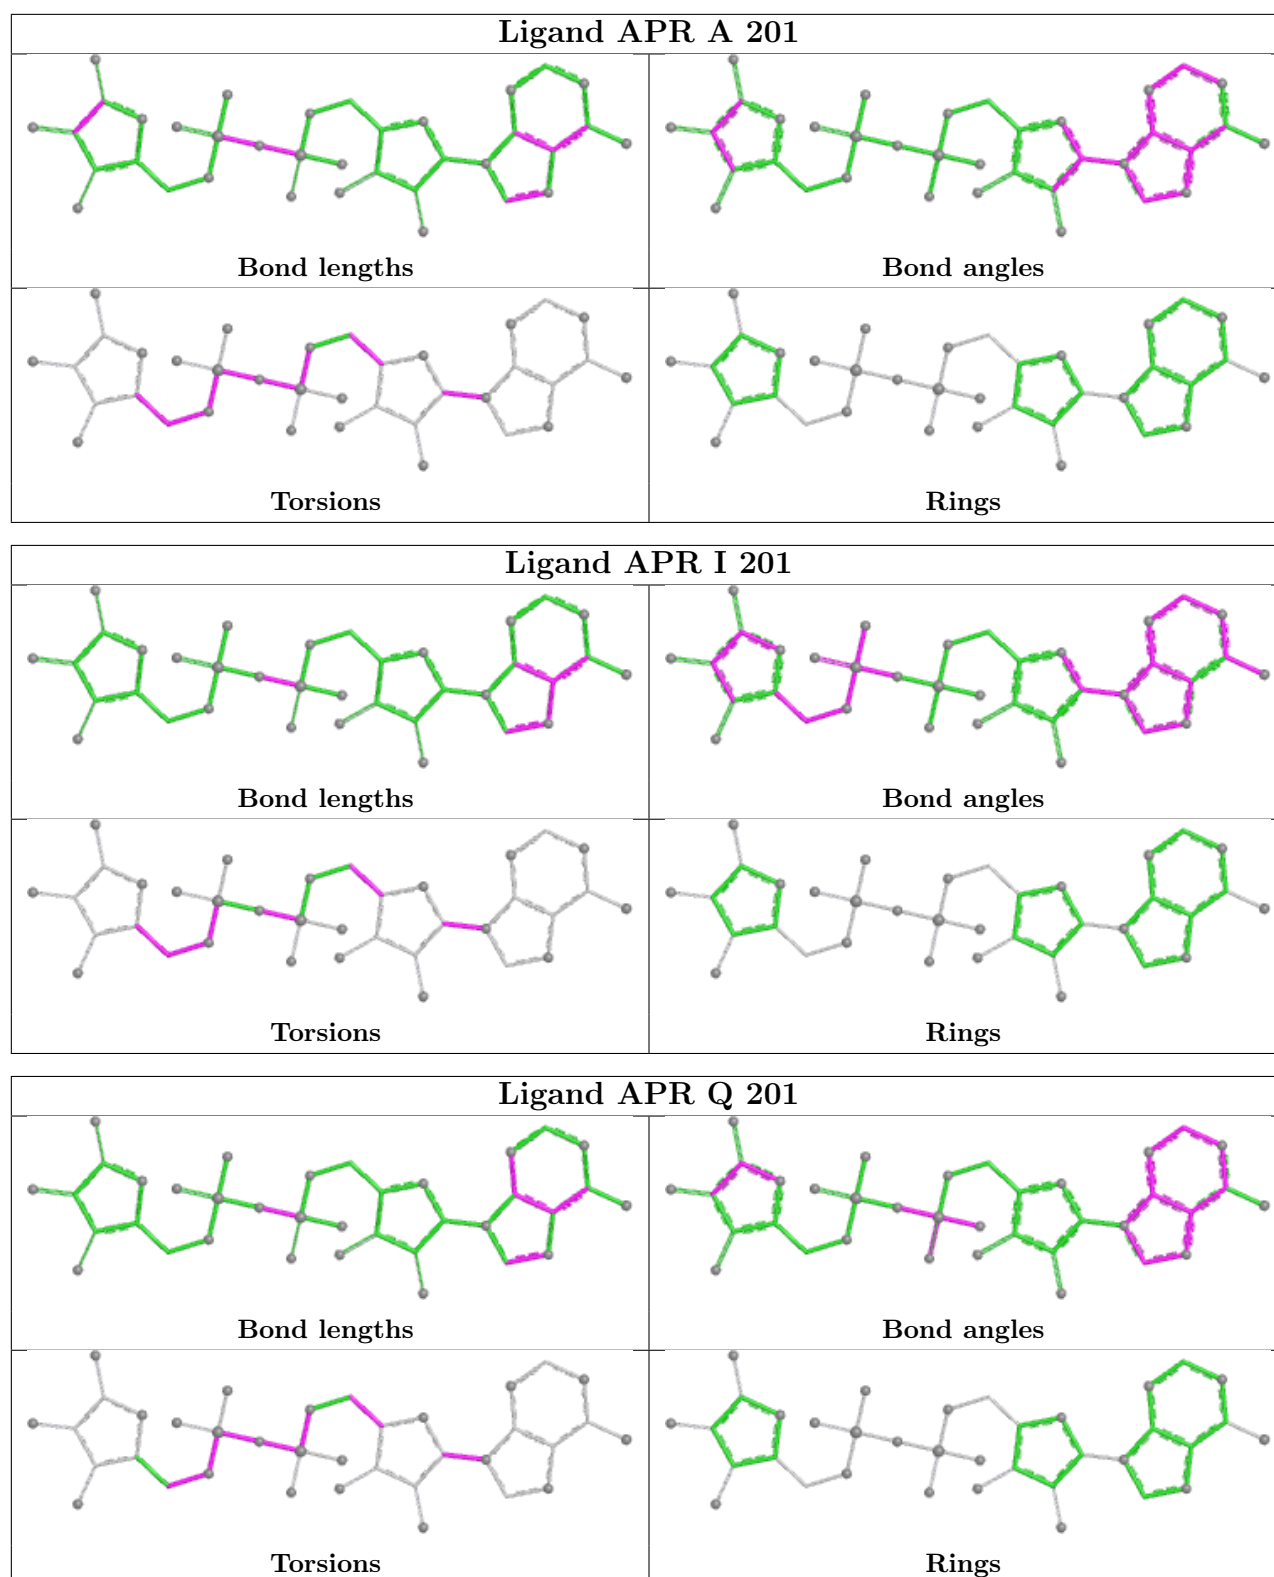 Ligand APR A 201
Bond lengths
Bond angles
Torsions
Rings
Ligand APR I 201
Bond lengths
Bond angles
Torsions
Rings
Ligand APR Q 201
Bond lengths
Bond angles
Torsions
Rings